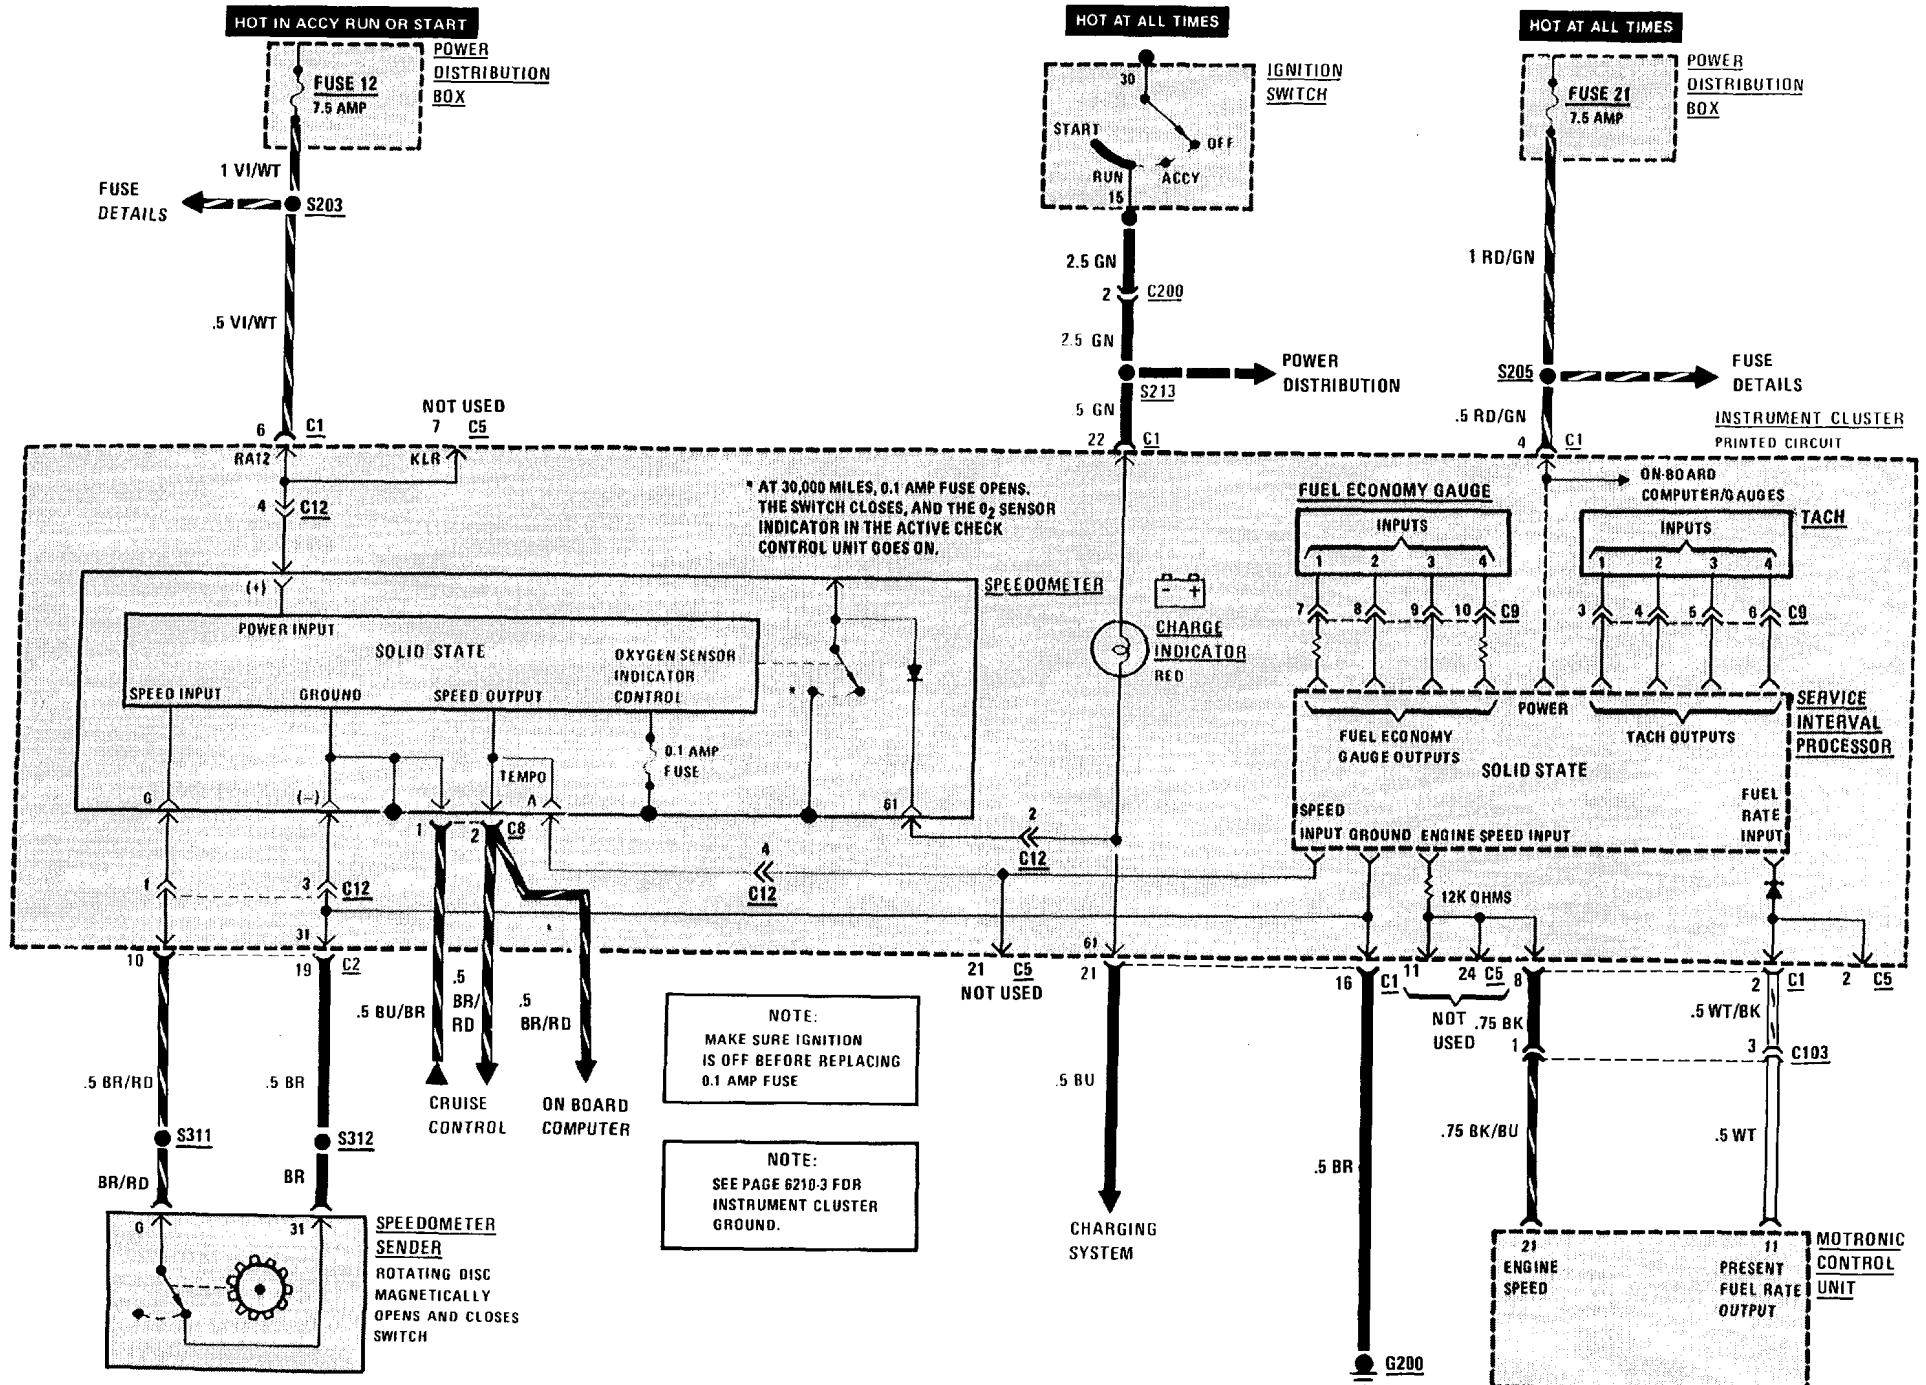 HOT IN ACCY RUN OR START
HOT AT ALL TIMES
HOT AT ALL TIMES
FUSE 12
7.5 AMP
POWER
DISTRIBUTION
BOX
30
START
OFF
RUN
ACCY
15
IGNITION
SWITCH
FUSE 21
7.5 AMP
POWER
DISTRIBUTION
BOX
1 VI/WT
FUSE
DETAILS
S203
.5 VI/WT
2.5 GN
2
C200
2.5 GN
S213
POWER
DISTRIBUTION
.5 GN
1 RD/GN
S205
FUSE
DETAILS
.5 RD/GN
INSTRUMENT CLUSTER
PRINTED CIRCUIT
6
C1
NOT USED
7
C5
22
C1
4
C1
RA12
KLR
4
C12
* AT 30,000 MILES, 0.1 AMP FUSE OPENS.
THE SWITCH CLOSES, AND THE O2 SENSOR
INDICATOR IN THE ACTIVE CHECK
CONTROL UNIT GOES ON.
ON-BOARD
COMPUTER/GAUGES
FUEL ECONOMY GAUGE
INPUTS
1
2
3
4
TACH
INPUTS
1
2
3
4
7
8
9
10
C9
3
4
5
6
C9
SPEEDOMETER
(+)
POWER INPUT
SOLID STATE
OXYGEN SENSOR
INDICATOR
CONTROL
SPEED INPUT
GROUND
SPEED OUTPUT
*
- +
CHARGE
INDICATOR
RED
SERVICE
INTERVAL
PROCESSOR
POWER
FUEL ECONOMY
GAUGE OUTPUTS
TACH OUTPUTS
SOLID STATE
SPEED
INPUT
GROUND
ENGINE SPEED INPUT
FUEL
RATE
INPUT
0.1 AMP
FUSE
TEMPO
G
(–)
A
61
1
2
C8
2
C12
4
C12
1
3
C12
12K OHMS
31
61
10
19
C2
21
C5
NOT USED
21
16
C1
11
24
C5
8
NOT
USED
2
C1
2
C5
.5 BU/BR
.5
BR/
RD
.5
BR/RD
.5 WT/BK
.75 BK
1
3
C103
NOTE:
MAKE SURE IGNITION
IS OFF BEFORE REPLACING
0.1 AMP FUSE
.5 BR/RD
.5 BR
.5 BU
CRUISE
CONTROL
ON BOARD
COMPUTER
S311
S312
.75 BK/BU
.5 WT
.5 BR
NOTE:
SEE PAGE 6210-3 FOR
INSTRUMENT CLUSTER
GROUND.
BR/RD
BR
CHARGING
SYSTEM
G
31
SPEEDOMETER
SENDER
ROTATING DISC
MAGNETICALLY
OPENS AND CLOSES
SWITCH
21
ENGINE
SPEED
11
PRESENT
FUEL RATE
OUTPUT
MOTRONIC
CONTROL
UNIT
G200